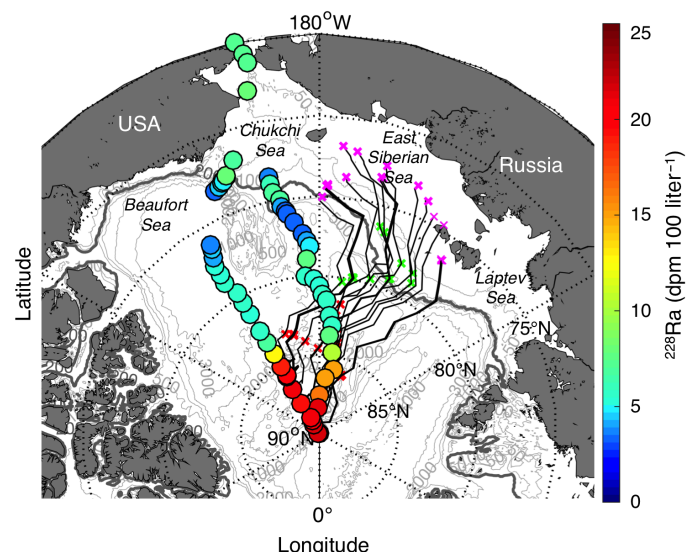 180°W
USA
Chukchi
Sea
East
Siberian
Sea
Russia
Beaufort
Sea
Laptev
Sea
75°N
80°N
85°N
90°N
0°
Latitude
Longitude
25
20
15
10
5
0
²²⁸Ra (dpm 100 liter⁻¹)